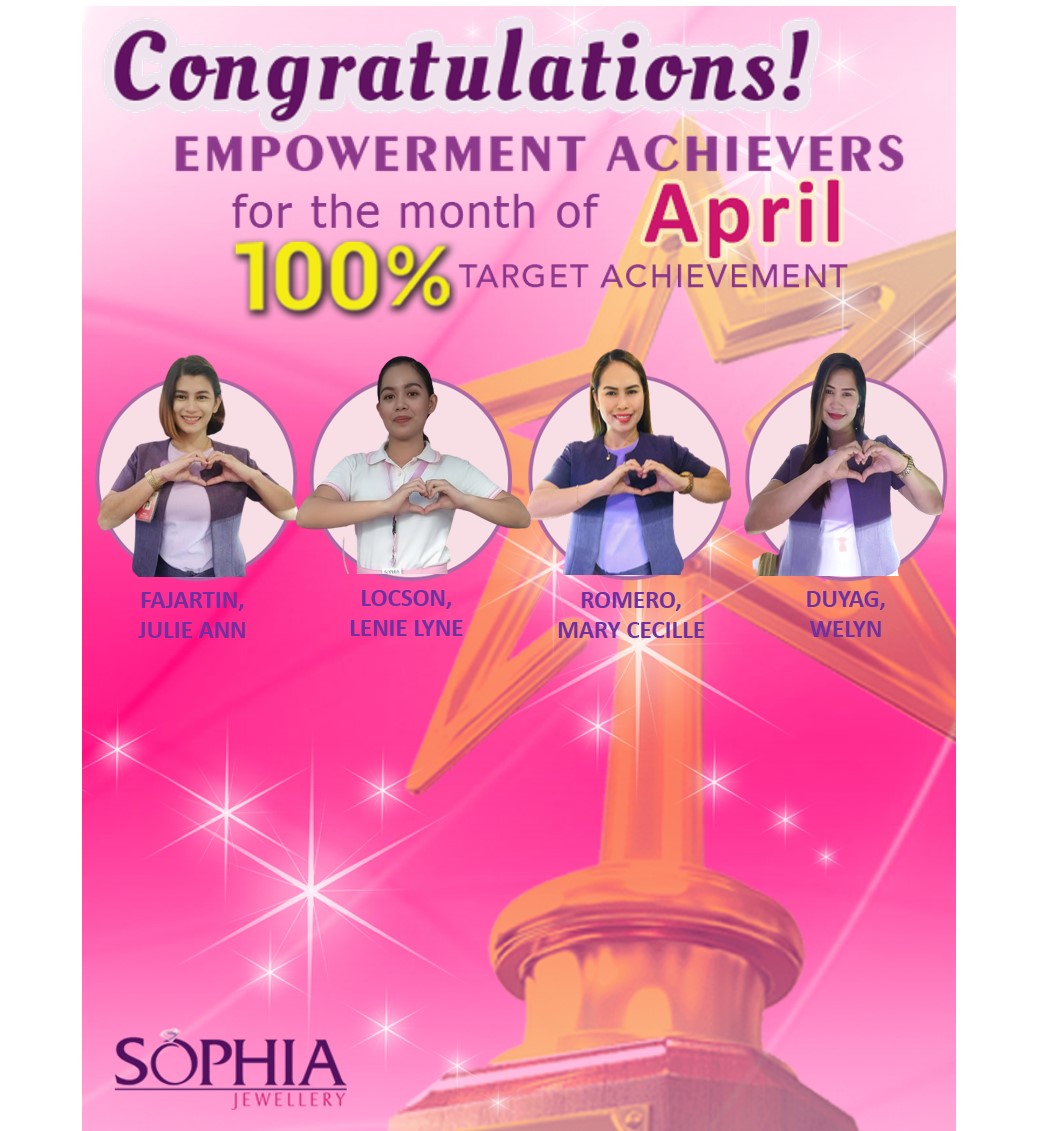 Congratulations!
EMPOWERMENT ACHIEVERS
for the month of April
100% TARGET ACHIEVEMENT
FAJARTIN,
JULIE ANN
LOCSON,
LENIE LYNE
ROMERO,
MARY CECILLE
DUYAG,
WELYN
SOPHIA
JEWELLERY